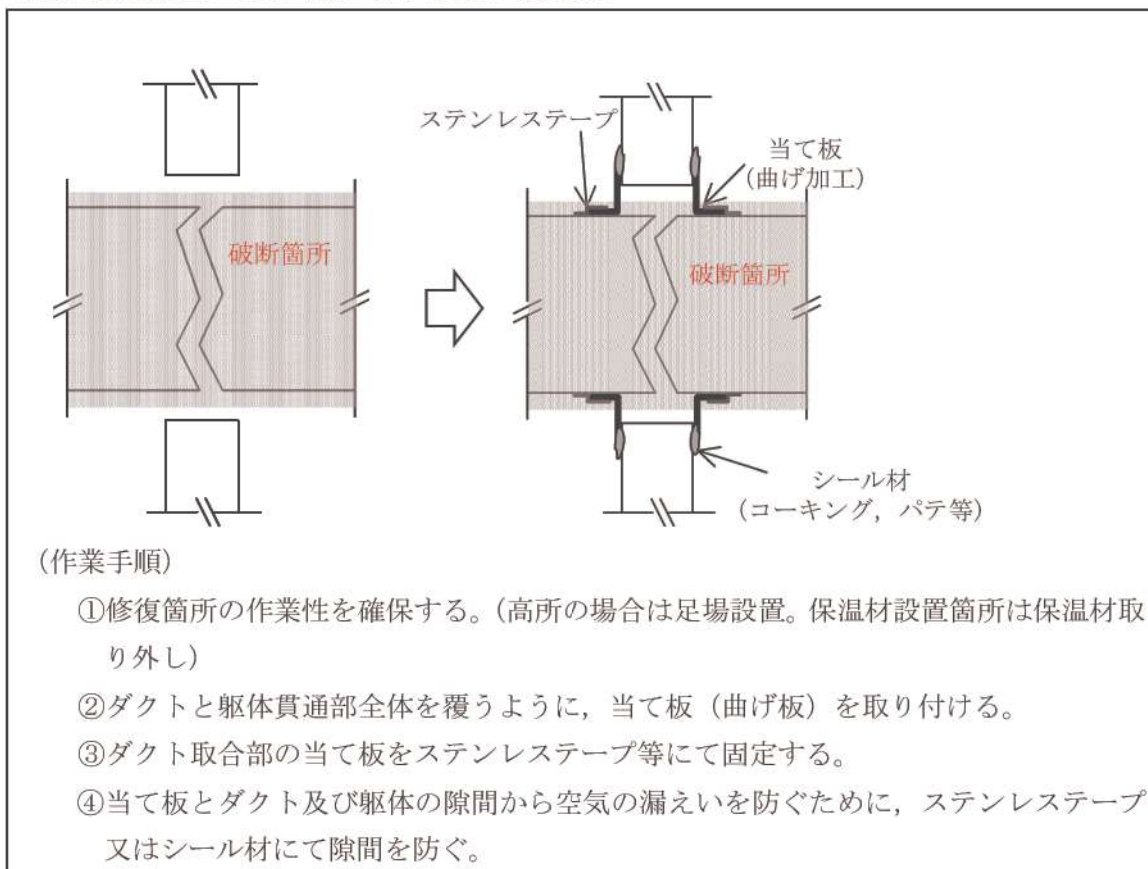 ステンレステープ
当て板
(曲げ加工)
破断箇所
破断箇所
シール材
(コーキング，パテ等)
(作業手順)
①修復箇所の作業性を確保する。(高所の場合は足場設置。保温材設置箇所は保温材取
り外し)
②ダクトと躯体貫通部全体を覆うように，当て板（曲げ板）を取り付ける。
③ダクト取合部の当て板をステンレステープ等にて固定する。
④当て板とダクト及び躯体の隙間から空気の漏えいを防ぐために，ステンレステープ
又はシール材にて隙間を防ぐ。